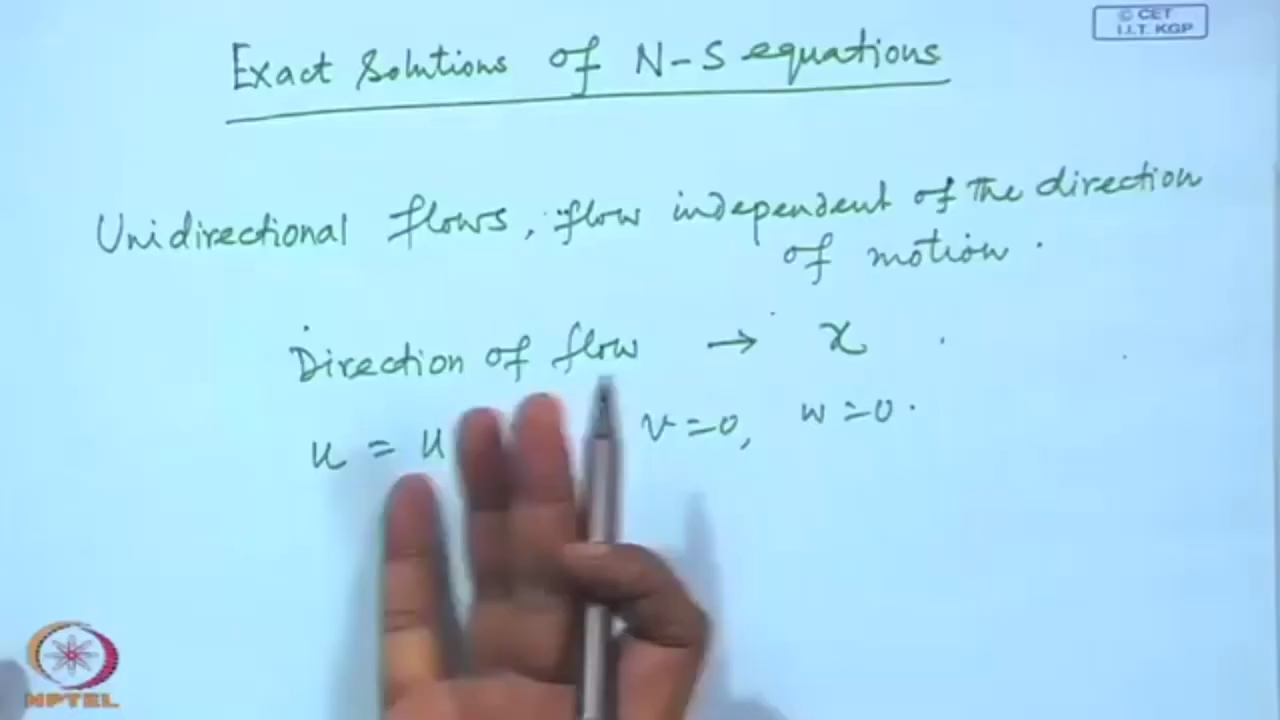 © CET
I.I.T. KGP
Exact Solutions of N-S equations
Unidirectional flows, flow independent of the direction
of motion.
Direction of flow → x
u = u v=0, w=0.
NPTEL